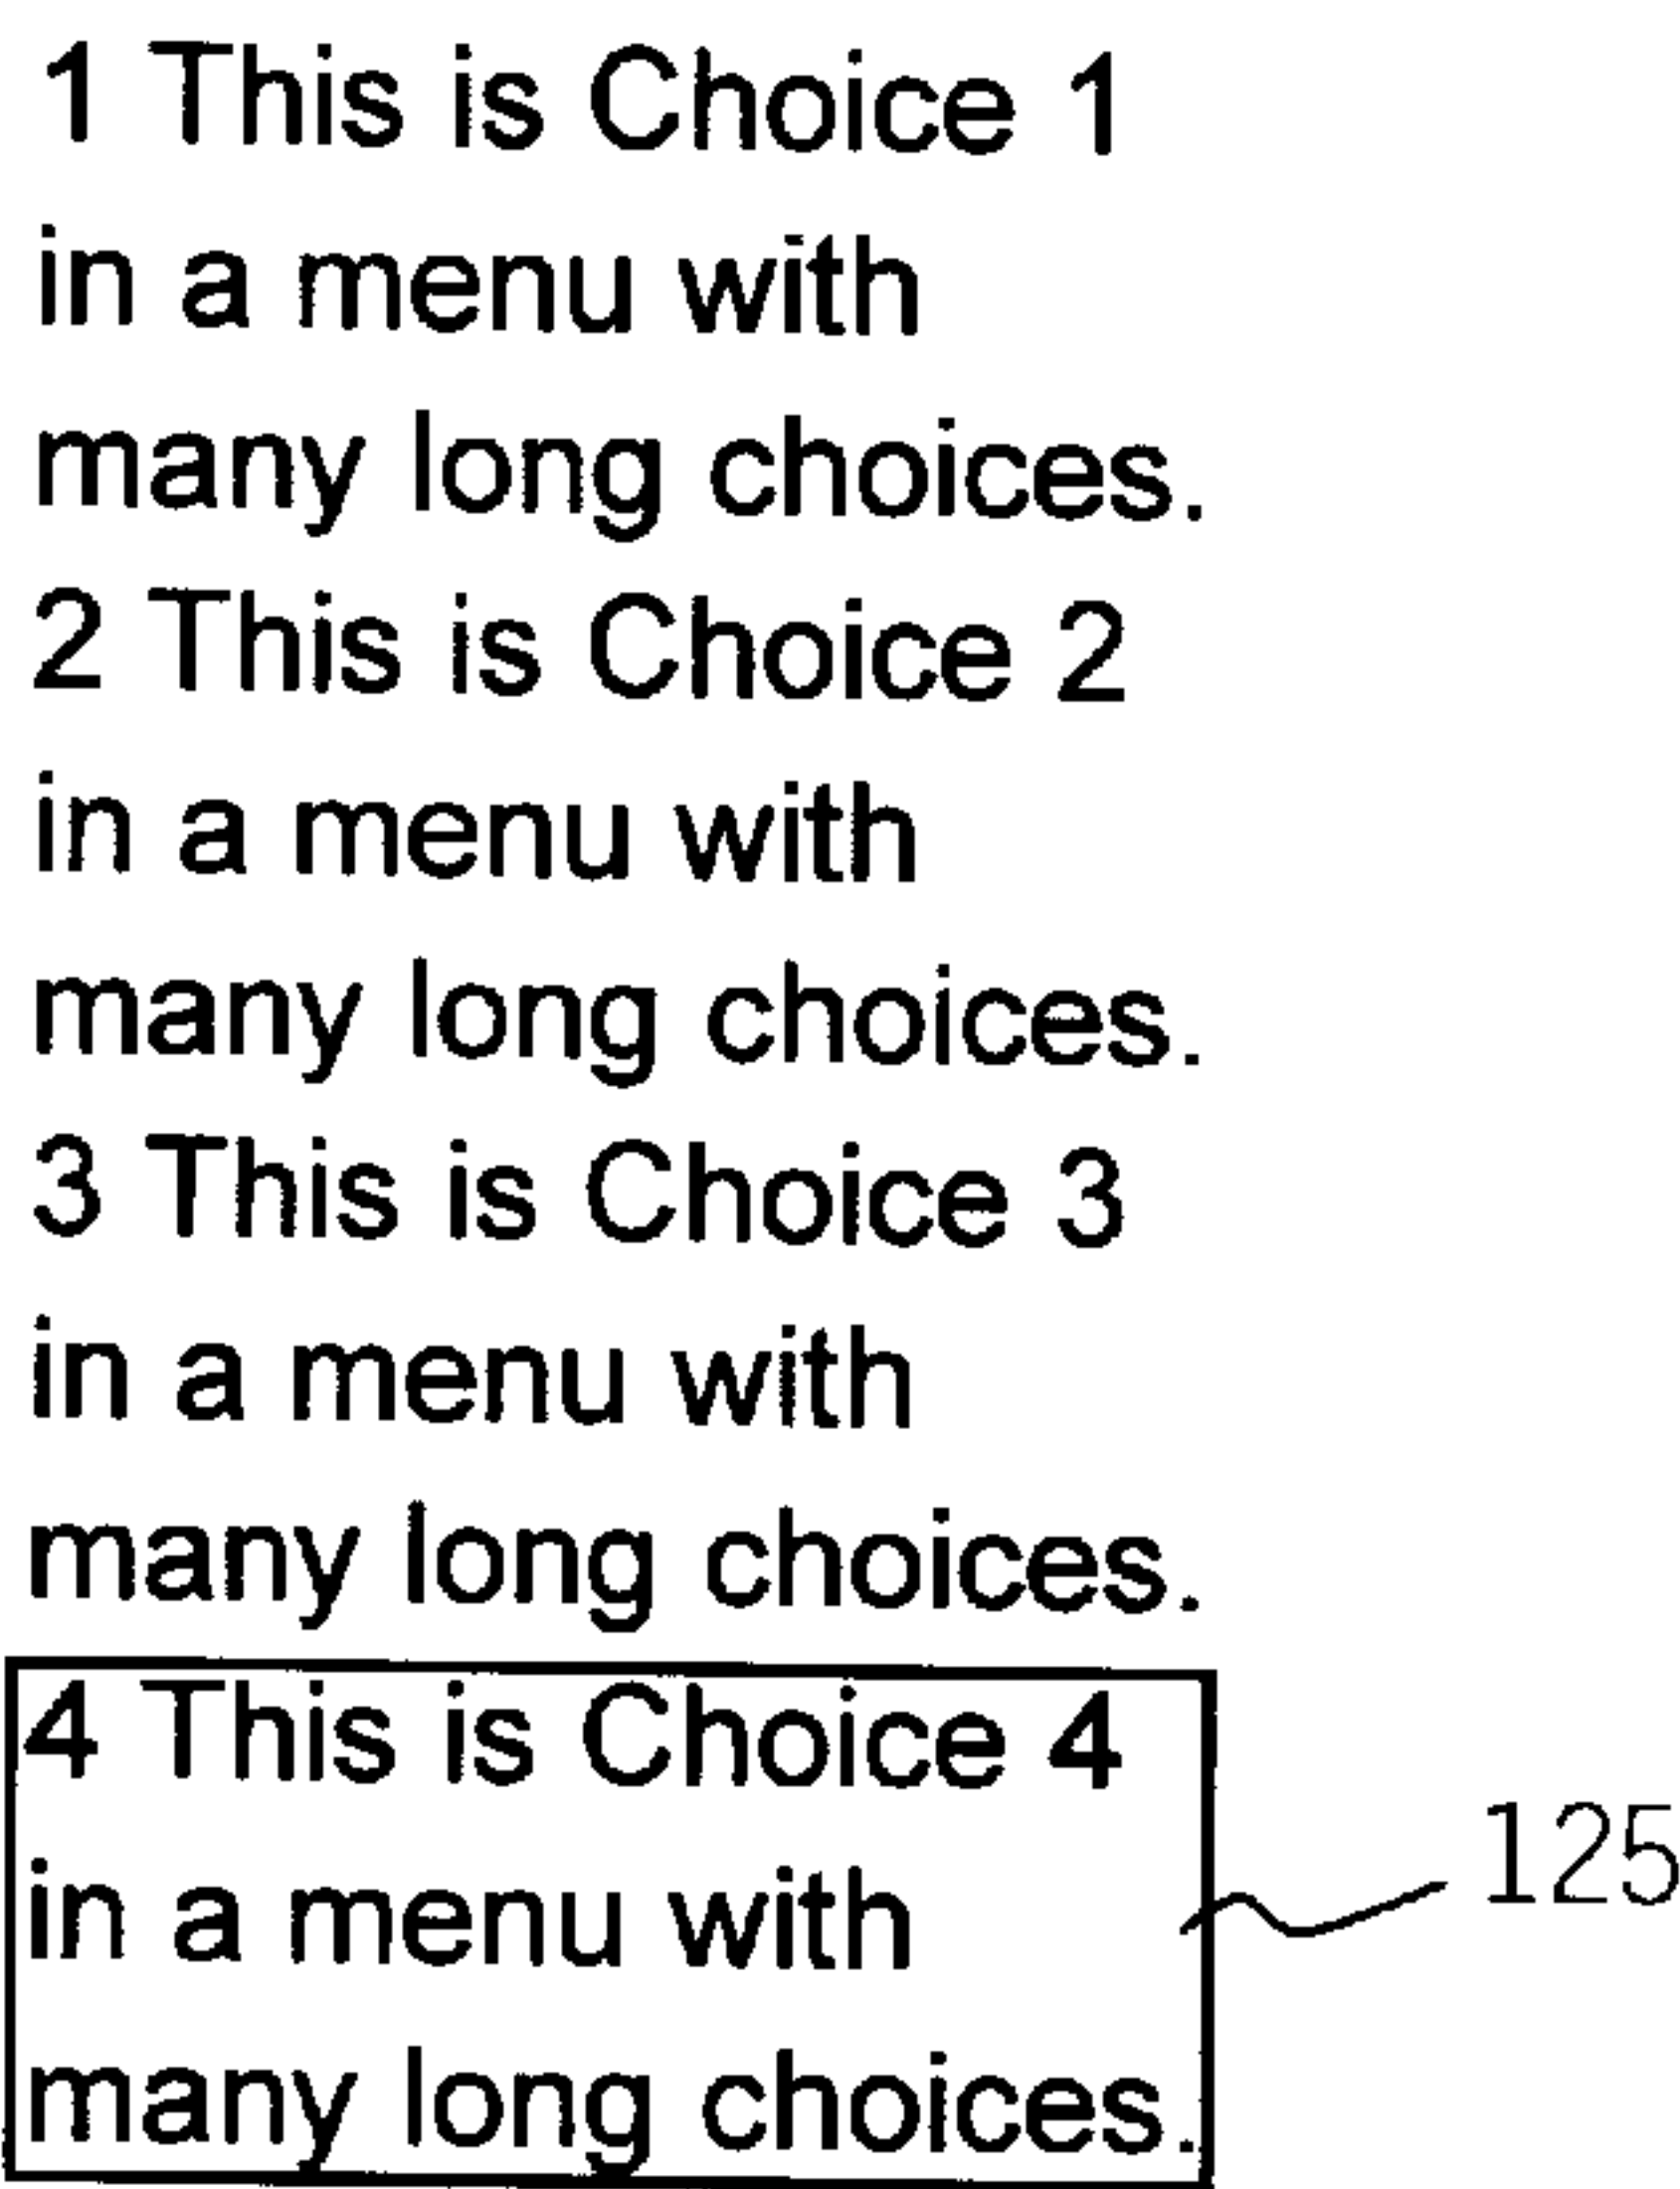 1 This is Choice 1
in a menu with
many long choices.
2 This is Choice 2
in a menu with
many long choices.
3 This is Choice 3
in a menu with
many long choices.
4 This is Choice 4
in a menu with
many long choices.
125